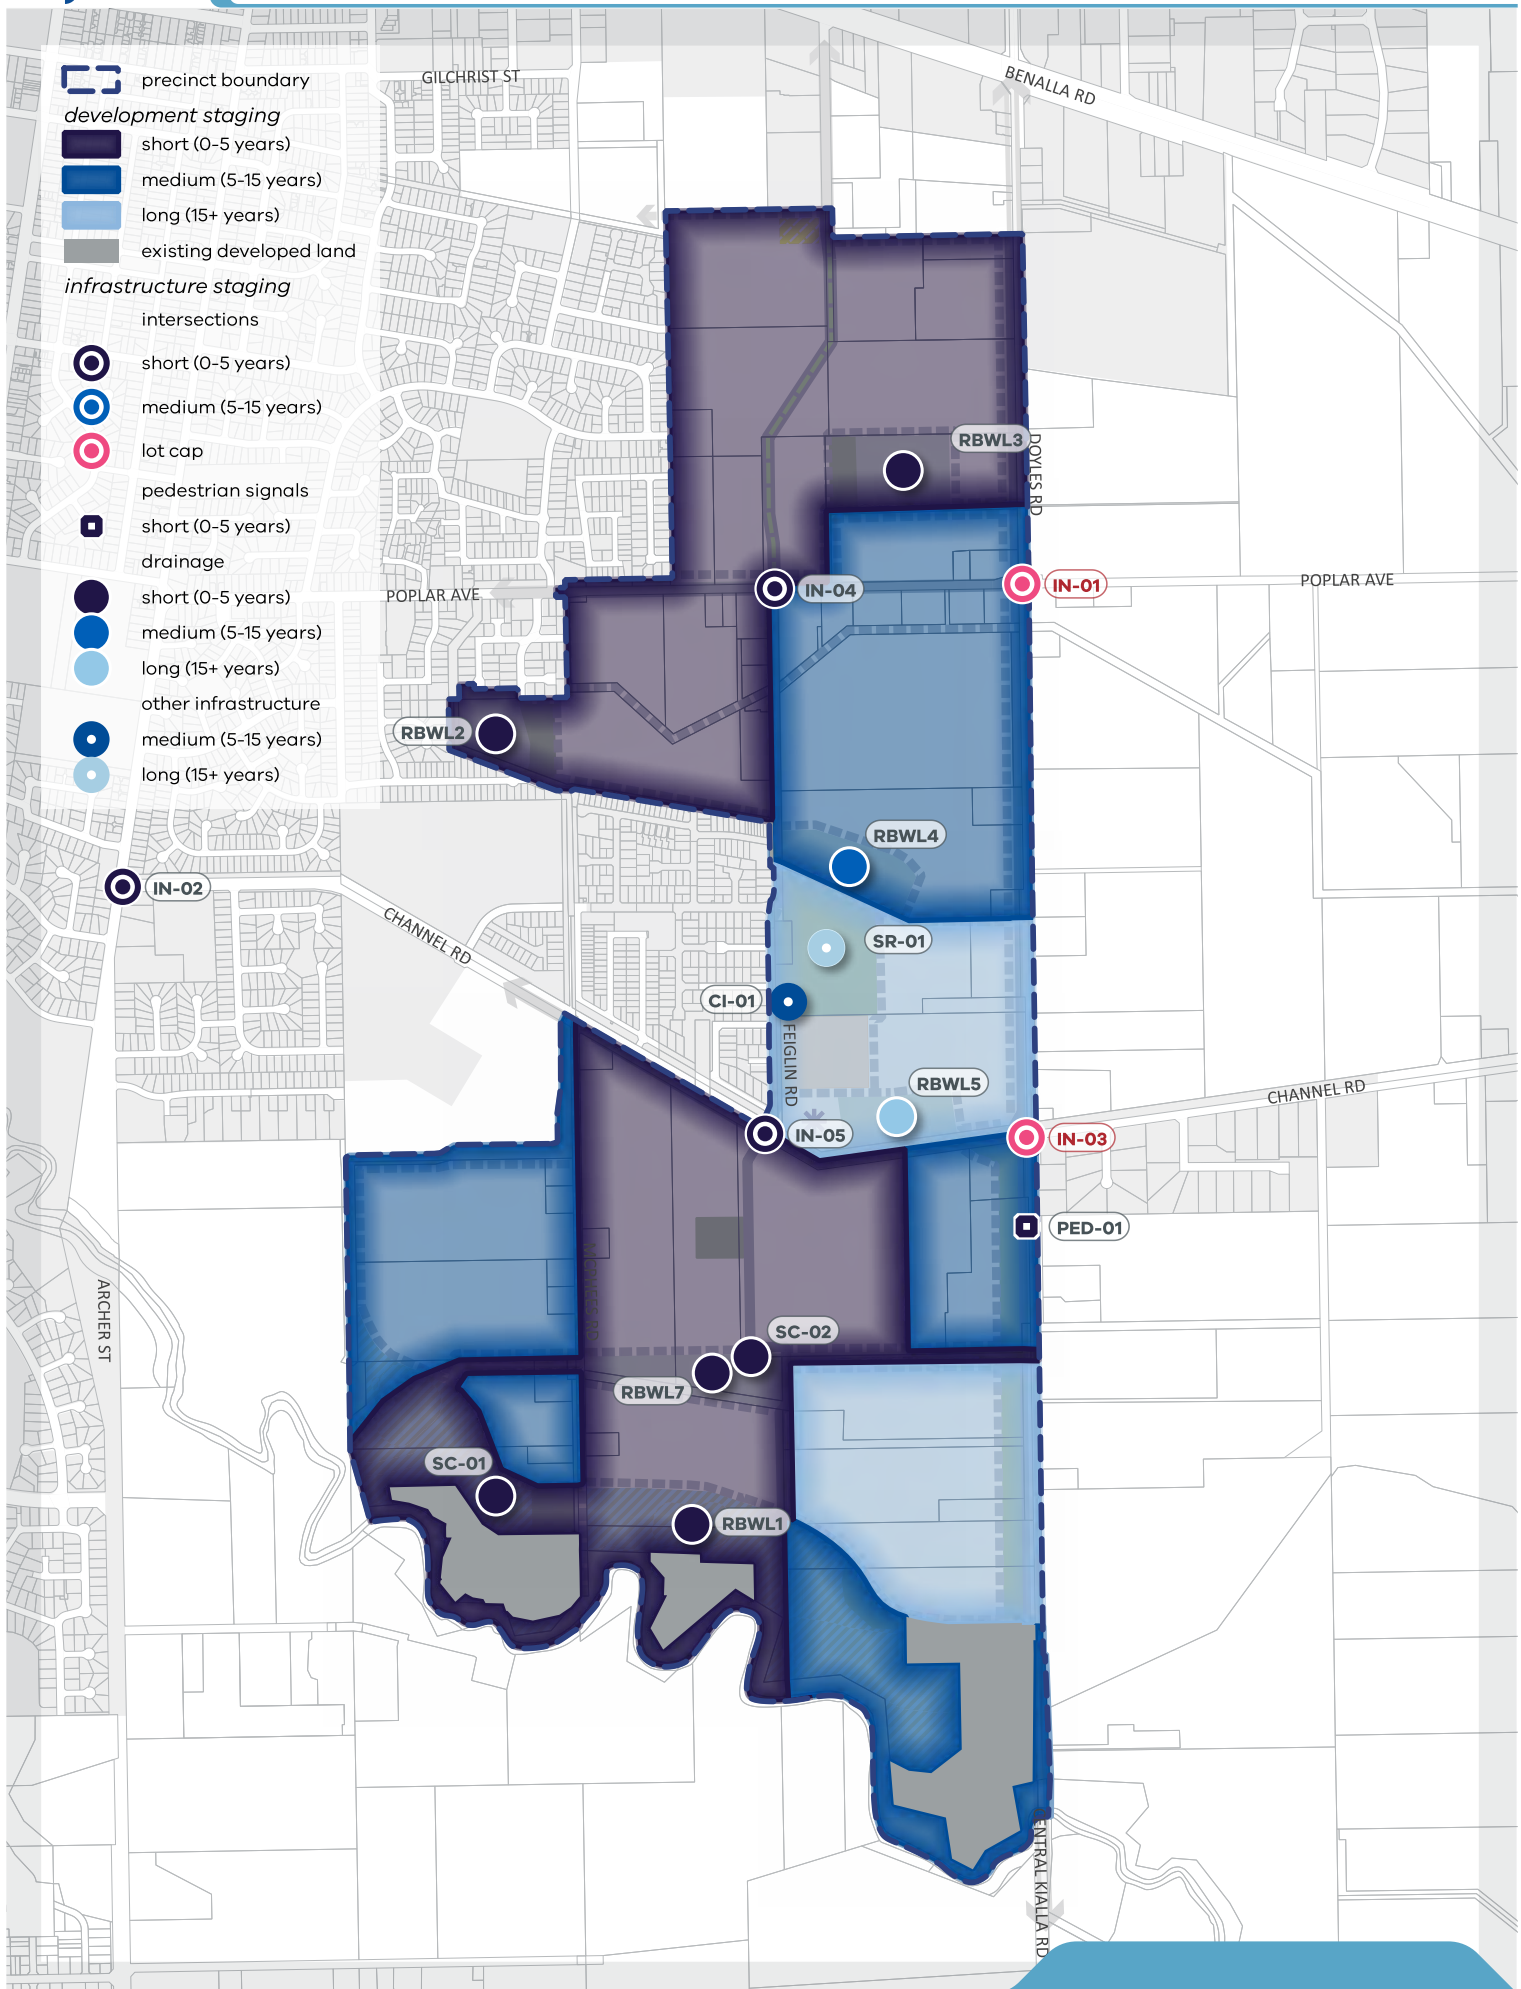 precinct boundary
development staging
short (0-5 years)
medium (5-15 years)
long (15+ years)
existing developed land
infrastructure staging
intersections
short (0-5 years)
medium (5-15 years)
lot cap
pedestrian signals
short (0-5 years)
drainage
short (0-5 years)
medium (5-15 years)
long (15+ years)
other infrastructure
medium (5-15 years)
long (15+ years)
GILCHRIST ST
BENALLA RD
RBWL3
DOYLES RD
POPLAR AVE
IN-04
IN-01
POPLAR AVE
RBWL2
RBWL4
IN-02
CHANNEL RD
SR-01
CI-01
FEIGLIN RD
RBWL5
CHANNEL RD
IN-05
IN-03
PED-01
ARCHER ST
SC-02
RBWL7
SC-01
RBWL1
KIALLA RD